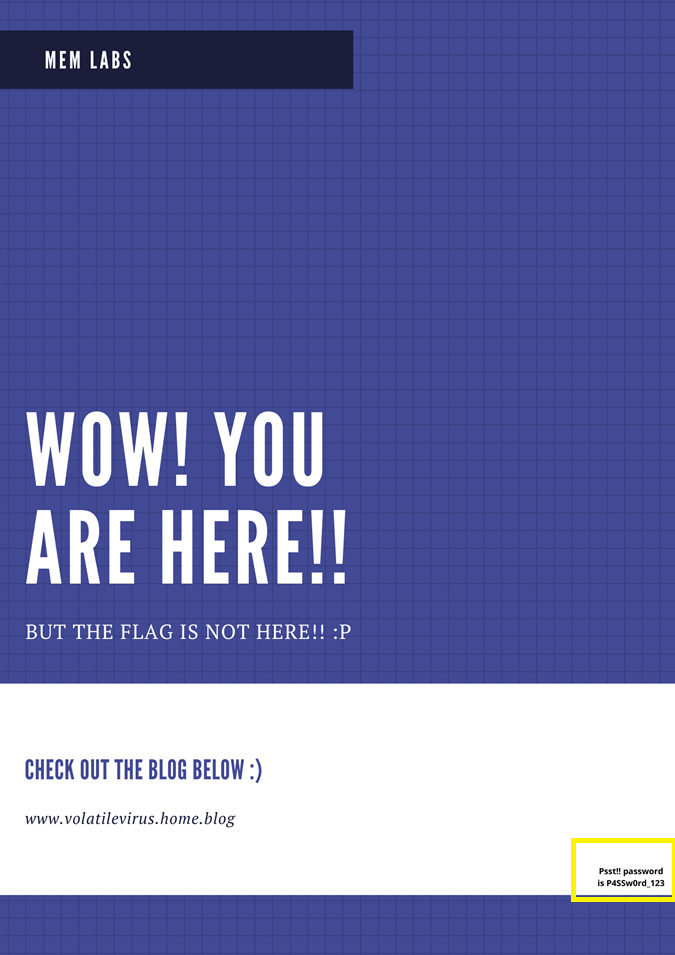 MEM LABS
WOW! YOU
ARE HERE!!
BUT THE FLAG IS NOT HERE!! :P
CHECK OUT THE BLOG BELOW :)
www.volatilevirus.home.blog
Psst!! password
is P4SSw0rd_123